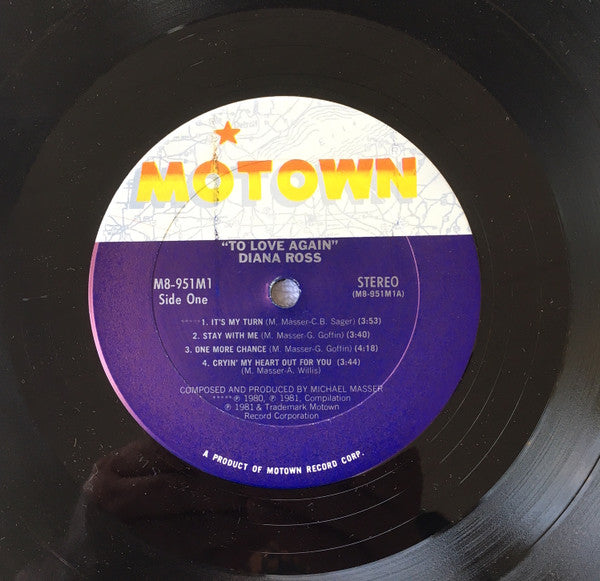 MOTOWN
"TO LOVE AGAIN"
DIANA ROSS
M8-951M1
Side One
STEREO
(M8-951M1A)
*****1. IT'S MY TURN (M. Masser-C.B. Sager) (3:53)
2. STAY WITH ME (M. Masser-G. Goffin) (3:40)
3. ONE MORE CHANCE (M. Masser-G. Goffin) (4:18)
4. CRYIN' MY HEART OUT FOR YOU (3:44)
(M. Masser-A. Willis)
COMPOSED AND PRODUCED BY MICHAEL MASSER
*****℗ 1980, ℗ 1981, Compilation
℗ 1981 & Trademark Motown
Record Corporation
A PRODUCT OF MOTOWN RECORD CORP.